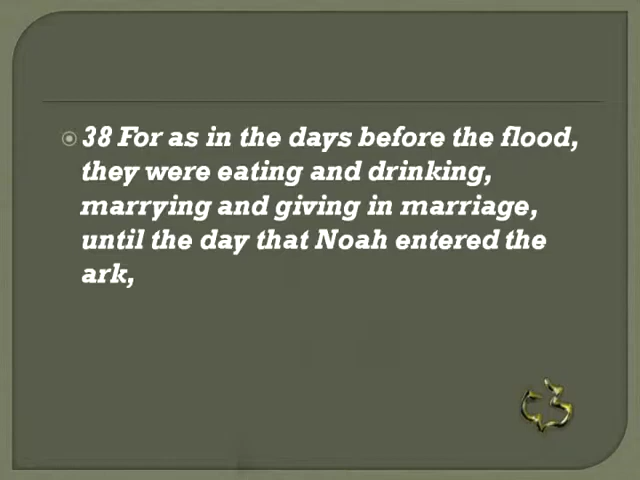 38 For as in the days before the flood,
they were eating and drinking,
marrying and giving in marriage,
until the day that Noah entered the
ark,